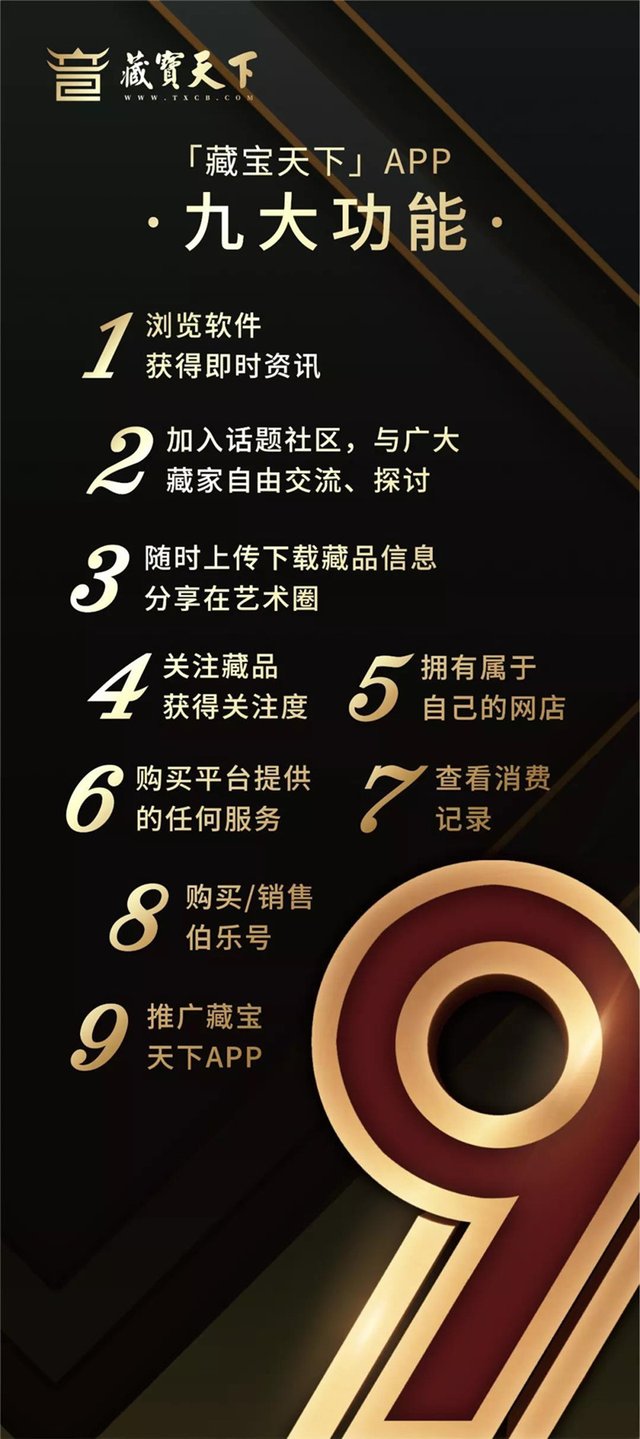 藏寶天下
WWW.TXCB.COM
「藏宝天下」APP
·九大功能·
1 浏览软件
获得即时资讯
2 加入话题社区，与广大
藏家自由交流、探讨
3 随时上传下载藏品信息
分享在艺术圈
4 关注藏品
获得关注度
5 拥有属于
自己的网店
6 购买平台提供
的任何服务
7 查看消费
记录
8 购买/销售
伯乐号
9 推广藏宝
天下APP
9